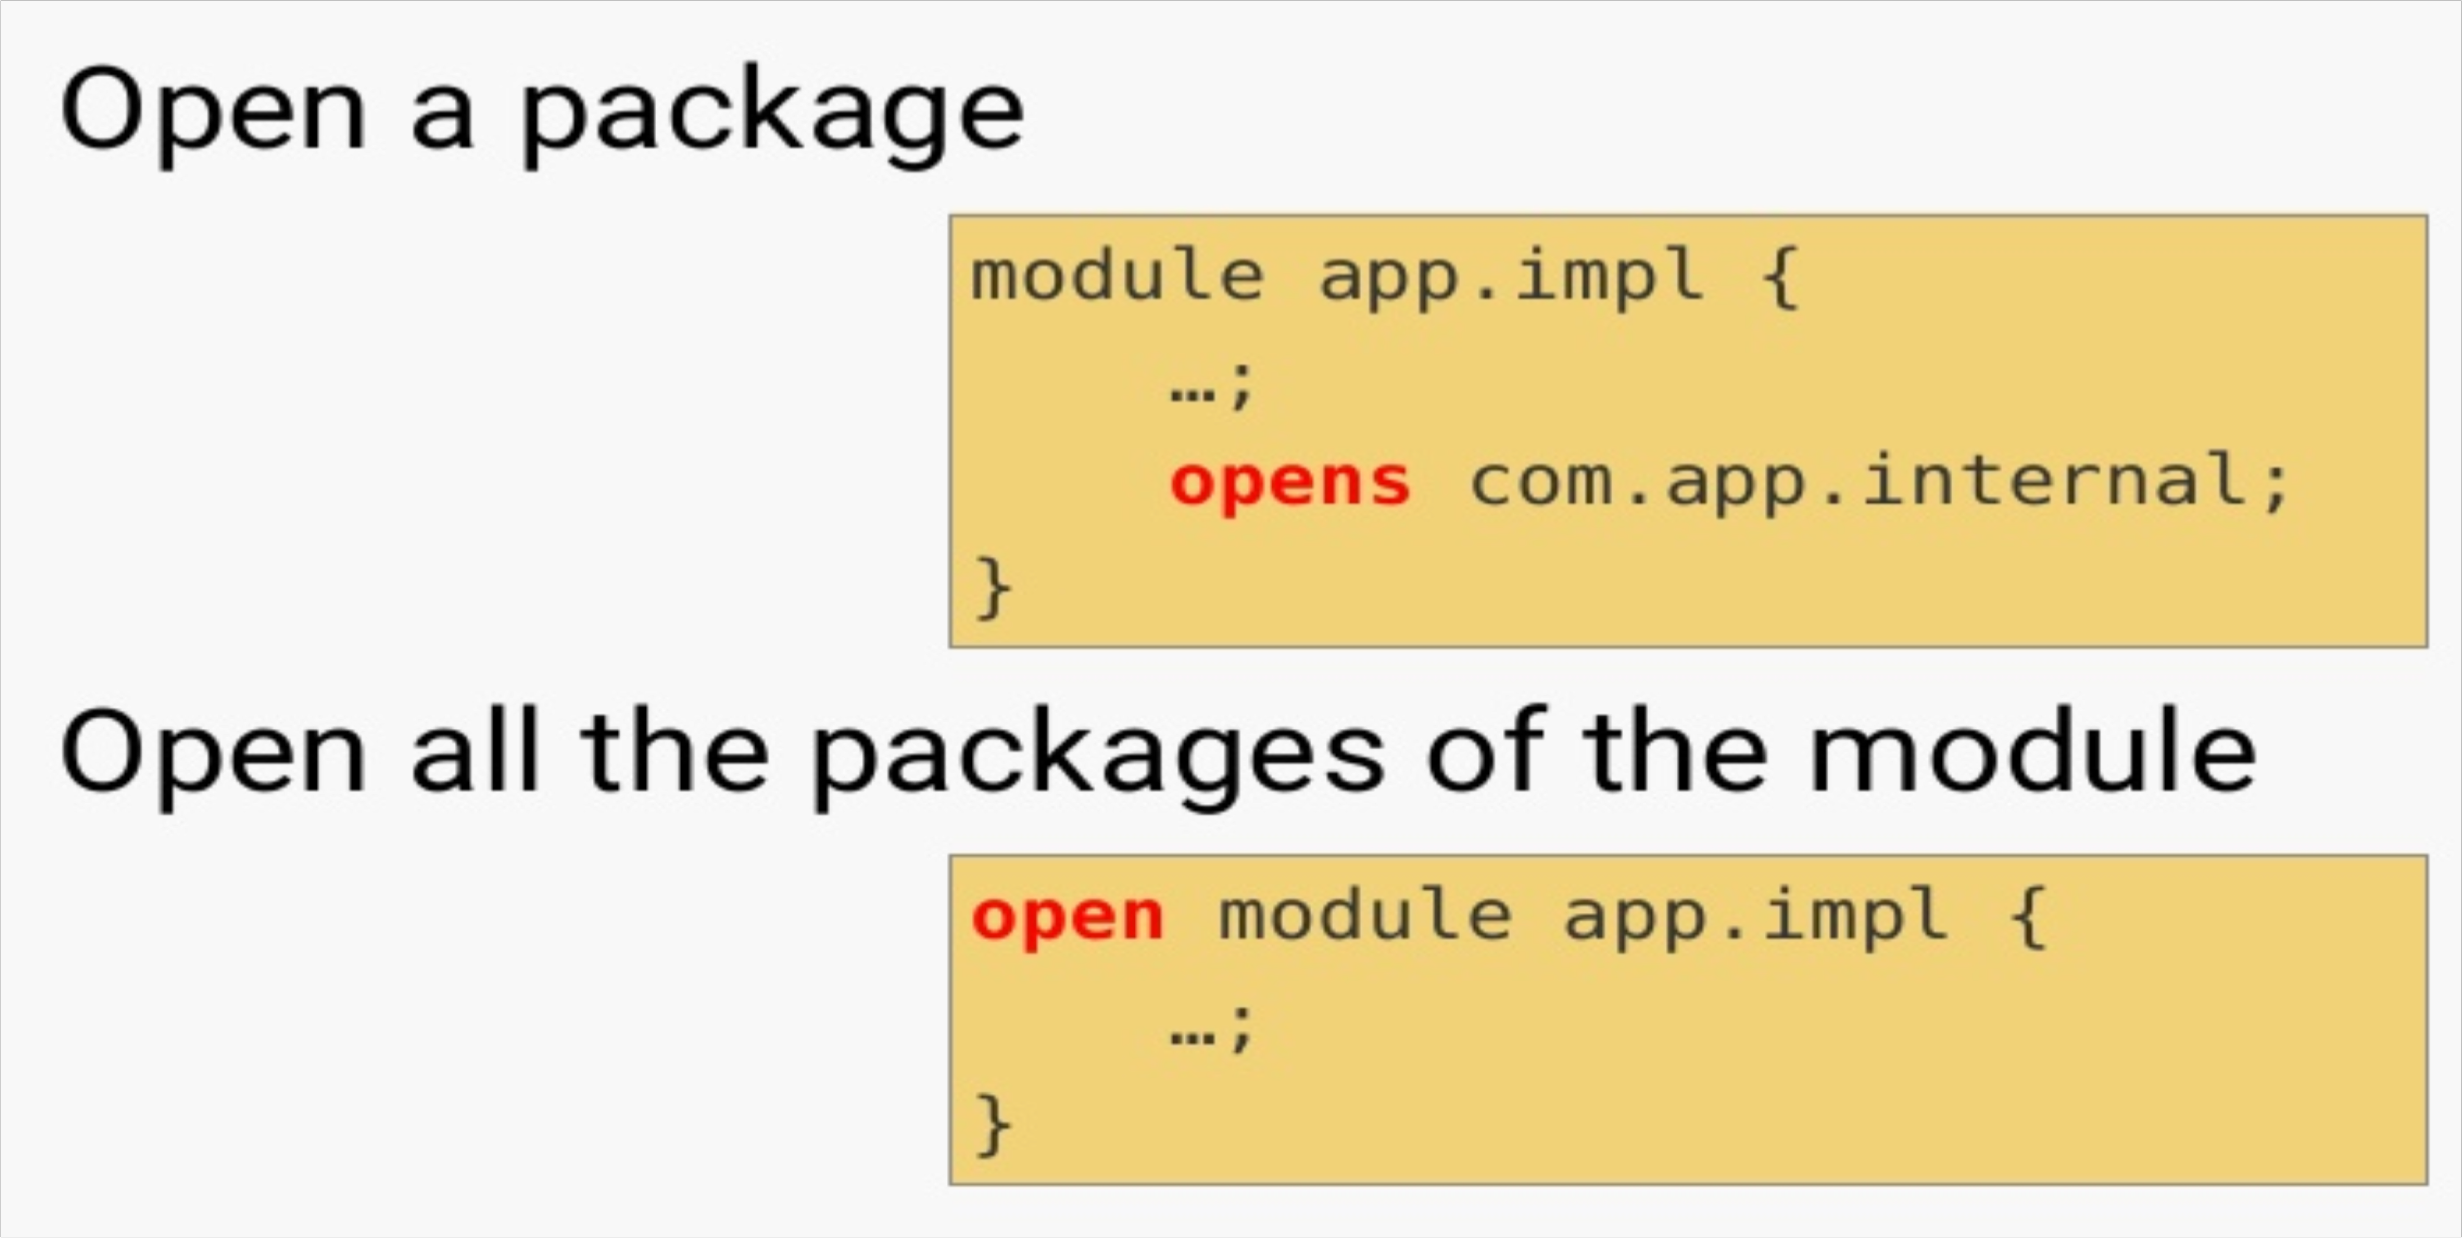 Open a package
module app.impl {
…;
opens com.app.internal;
}
Open all the packages of the module
open module app.impl {
…;
}